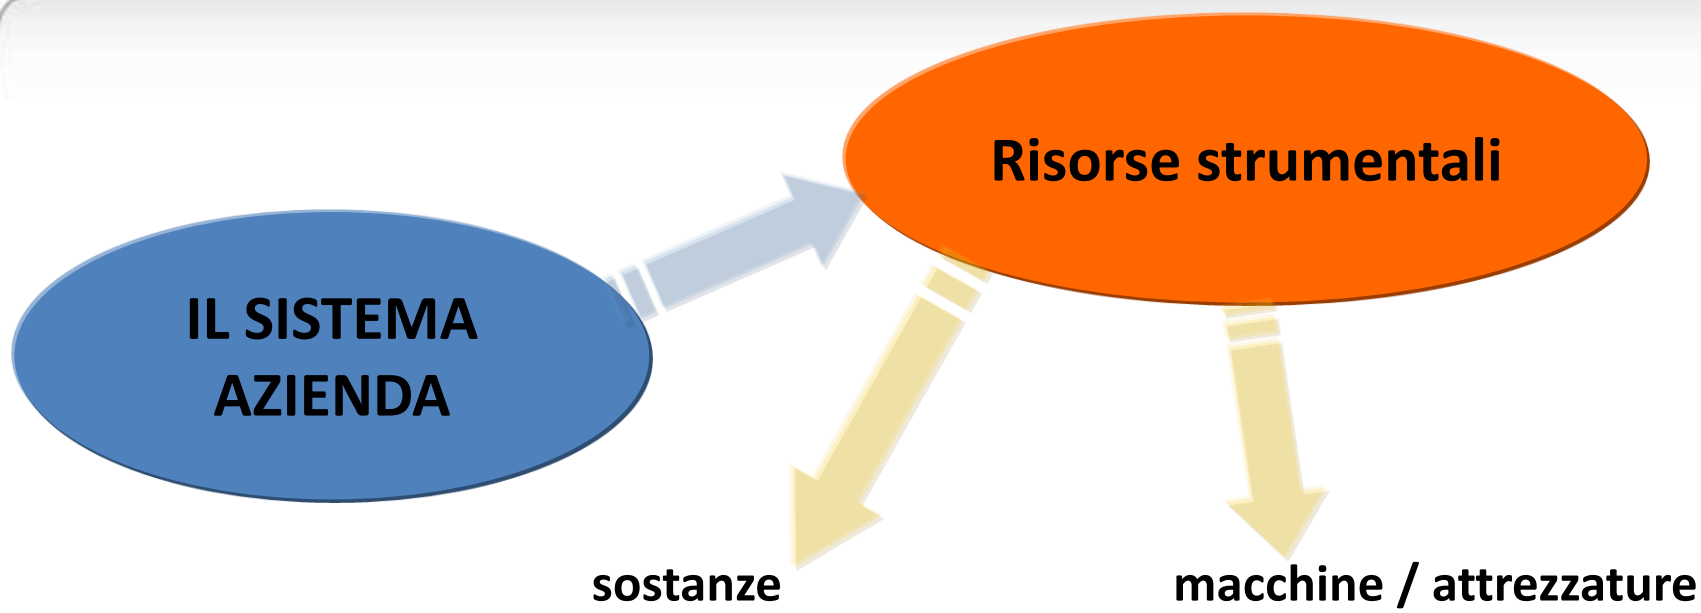 Risorse strumentali
IL SISTEMA
AZIENDA
sostanze
macchine / attrezzature